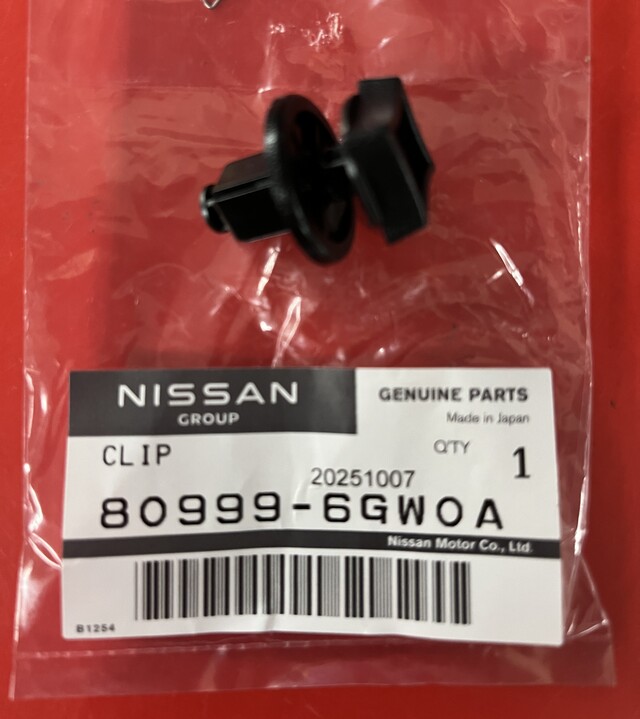 NISSAN
GROUP
GENUINE PARTS
Made in Japan
CLIP
Q'TY 1
20251007
80999-6GW0A
Nissan Motor Co., Ltd.
B1254